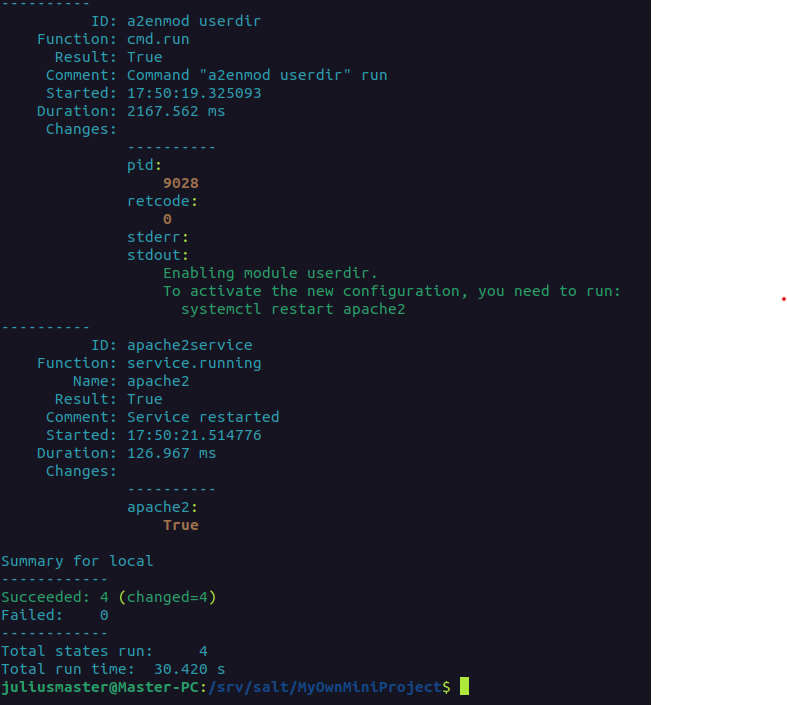 ----------
          ID: a2enmod userdir
    Function: cmd.run
      Result: True
     Comment: Command "a2enmod userdir" run
     Started: 17:50:19.325093
    Duration: 2167.562 ms
     Changes:
              ----------
              pid:
                  9028
              retcode:
                  0
              stderr:
              stdout:
                  Enabling module userdir.
                  To activate the new configuration, you need to run:
                    systemctl restart apache2
----------
          ID: apache2service
    Function: service.running
        Name: apache2
      Result: True
     Comment: Service restarted
     Started: 17:50:21.514776
    Duration: 126.967 ms
     Changes:
              ----------
              apache2:
                  True

Summary for local
------------
Succeeded: 4 (changed=4)
Failed:    0
------------
Total states run:     4
Total run time:  30.420 s
juliusmaster@Master-PC:/srv/salt/MyOwnMiniProject$